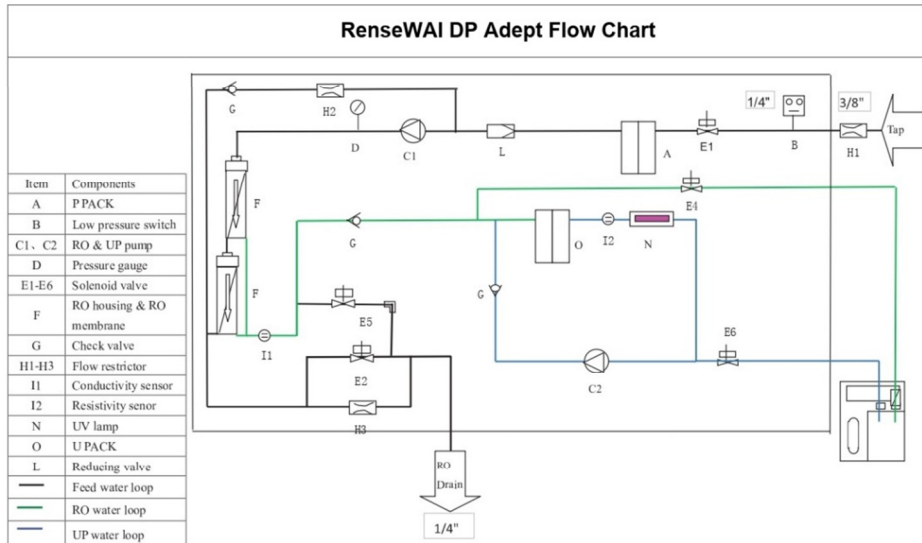 RenseWAI DP Adept Flow Chart
G
H2
1/4"
3/8"
D
C1
L
A
E1
B
H1
Tap
F
E4
G
O
I2
N
F
G
E5
I1
E6
E2
C2
H3
RO
Drain
1/4"
Item Components
A P PACK
B Low pressure switch
C1、C2 RO & UP pump
D Pressure gauge
E1-E6 Solenoid valve
F RO housing & RO
membrane
G Check valve
H1-H3 Flow restrictor
I1 Conductivity sensor
I2 Resistivity senor
N UV lamp
O U PACK
L Reducing valve
Feed water loop
RO water loop
UP water loop